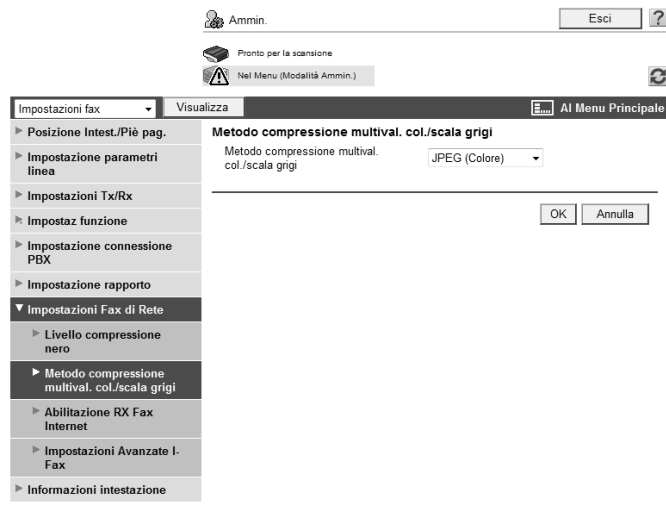 Ammin.
Esci
?
Pronto per la scansione
Nel Menu (Modalità Ammin.)
Impostazioni fax
Visualizza
Al Menu Principale
Posizione Intest./Piè pag.
Impostazione parametri
linea
Impostazioni Tx/Rx
Impostaz funzione
Impostazione connessione
PBX
Impostazione rapporto
Impostazioni Fax di Rete
Livello compressione
nero
Metodo compressione
multival. col./scala grigi
Abilitazione RX Fax
Internet
Impostazioni Avanzate I-
Fax
Informazioni intestazione
Metodo compressione multival. col./scala grigi
Metodo compressione multival.
col./scala grigi
JPEG (Colore)
OK
Annulla